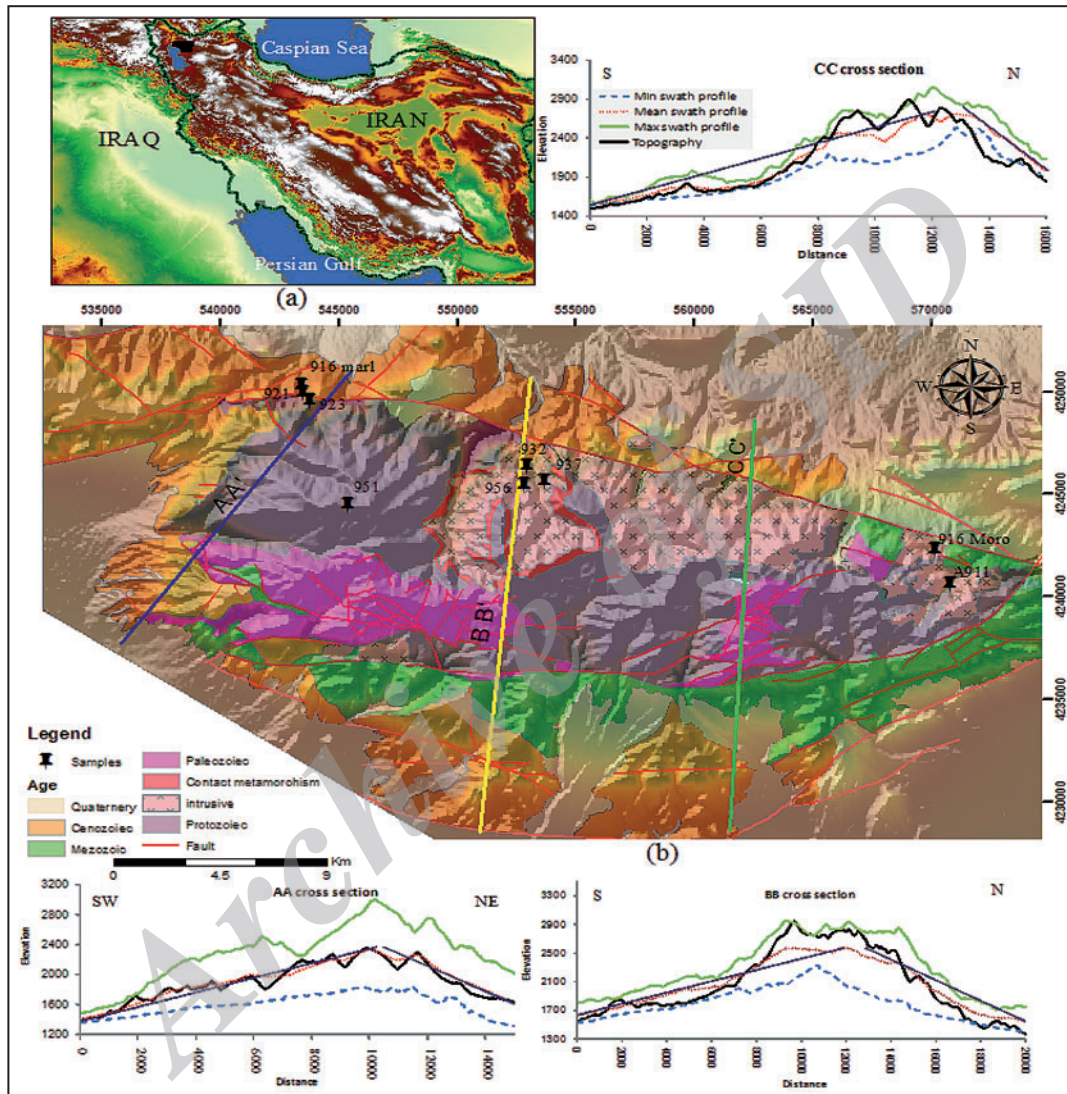 Caspian Sea
IRAN
IRAQ
Persian Gulf
(a)
CC cross section
S
N
Min swath profile
Mean swath profile
Max swath profile
Topography
Elevation
3400
2900
2400
1900
1400
0
2000
4000
6000
8000
10000
12000
14000
16000
Distance
535000
540000
545000
550000
555000
560000
565000
570000
N
W
E
S
4250000
4245000
4240000
4235000
4230000
916 marl
921
923
932
937
956
951
916 Moro
A911
AA'
BB'
CC'
Legend
Samples
Age
Quaternery
Cenozoiec
Mezozoic
Paleozoiec
Contact metamorohism
intrusive
Protozoiec
Fault
0
4.5
9
Km
(b)
AA cross section
SW
NE
Elevation
3200
2800
2400
2000
1600
1200
0
2000
4000
6000
8000
10000
12000
14000
Distance
BB cross section
S
N
Elevation
3300
2900
2500
2100
1700
1300
0
2000
4000
6000
8000
10000
12000
14000
16000
18000
2000
Distance
Archive of SID